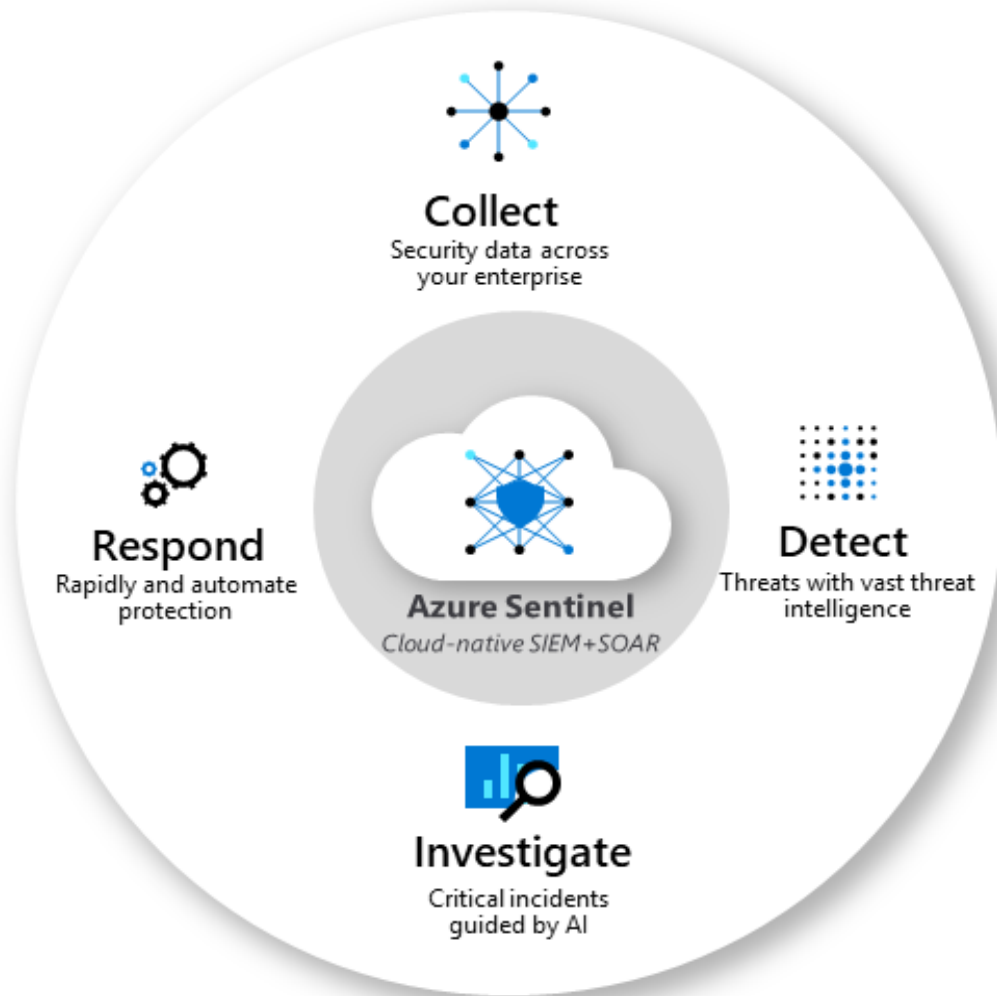 Collect
Security data across
your enterprise
Respond
Rapidly and automate
protection
Azure Sentinel
Cloud-native SIEM+SOAR
Detect
Threats with vast threat
intelligence
Investigate
Critical incidents
guided by AI